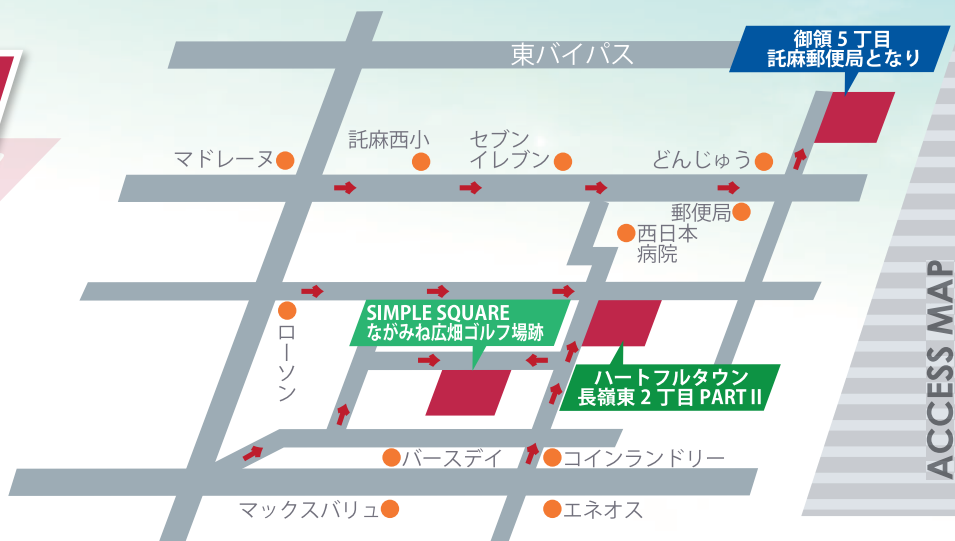 東バイパス
御領5丁目
託麻郵便局となり
マドレーヌ
託麻西小
セブン
イレブン
どんじゅう
郵便局
西日本
病院
SIMPLE SQUARE
ながみね広畑ゴルフ場跡
ローソン
ハートフルタウン
長嶺東2丁目 PARTⅡ
バースデイ
コインランドリー
マックスバリュ
エネオス
ACCESS MAP